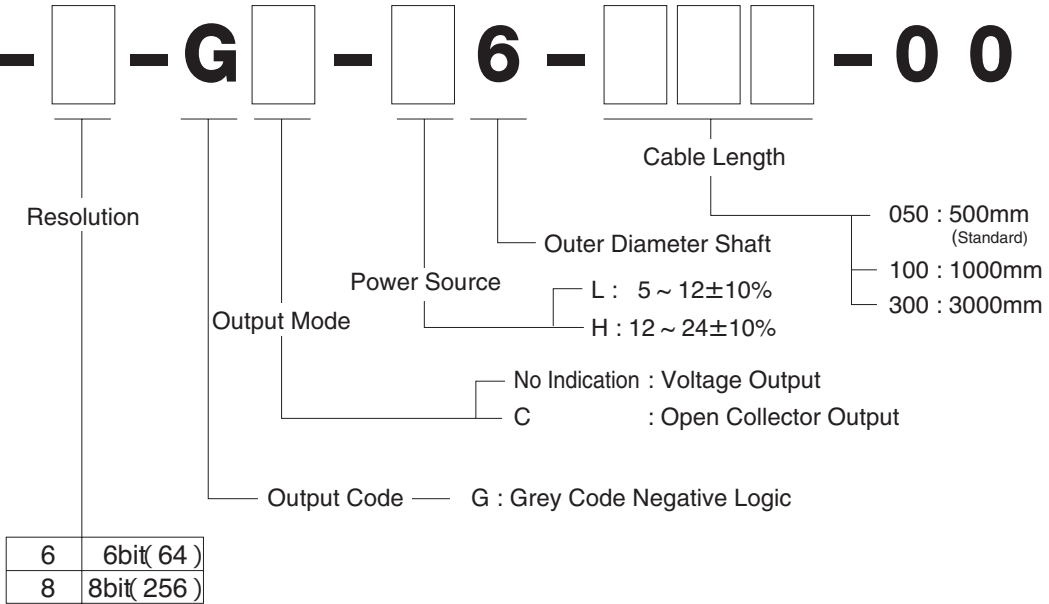 - - G - 6 - - 0 0
Cable Length
Resolution
050 : 500mm
(Standard)
Outer Diameter Shaft
100 : 1000mm
Power Source
L : 5 ~ 12±10%
300 : 3000mm
Output Mode
H : 12 ~ 24±10%
No Indication : Voltage Output
C : Open Collector Output
Output Code G : Grey Code Negative Logic
6 6bit( 64 )
8 8bit( 256 )